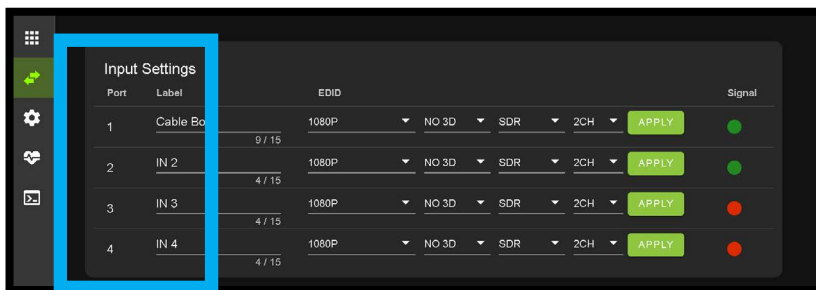 Input Settings
Port Label EDID Signal
1 Cable Bo 1080P NO 3D SDR 2CH APPLY
9 / 15
2 IN 2 1080P NO 3D SDR 2CH APPLY
4 / 15
3 IN 3 1080P NO 3D SDR 2CH APPLY
4 / 15
4 IN 4 1080P NO 3D SDR 2CH APPLY
4 / 15